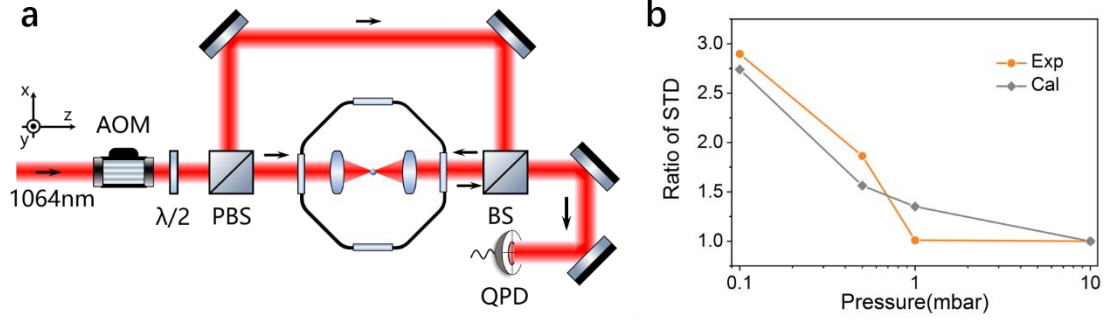 a
x
y
z
AOM
1064nm
λ/2
PBS
BS
QPD
b
Ratio of STD
3.0
2.5
2.0
1.5
1.0
Exp
Cal
0.1
1
10
Pressure(mbar)